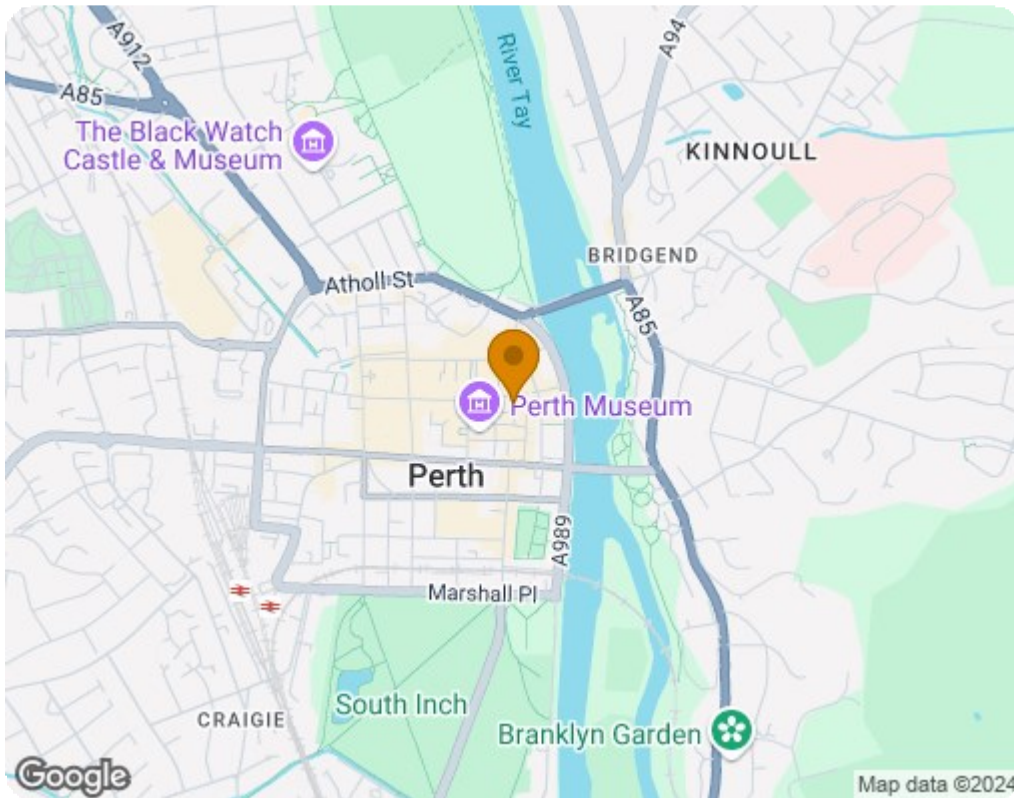 A912
A94
A85
River Tay
The Black Watch
Castle & Museum
KINNOULL
BRIDGEND
Atholl St
A85
Perth Museum
Perth
A989
Marshall Pl
South Inch
CRAIGIE
Branklyn Garden
Google
Map data ©2024